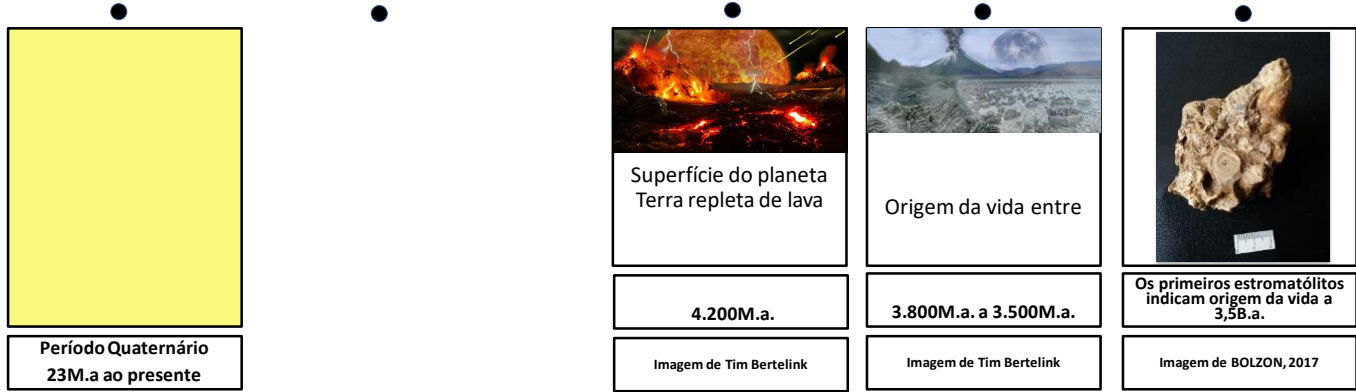 Período Quaternário
23M.a ao presente
Superfície do planeta
Terra repleta de lava
4.200M.a.
Imagem de Tim Bertelink
Origem da vida entre
3.800M.a. a 3.500M.a.
Imagem de Tim Bertelink
Os primeiros estromatólitos
indicam origem da vida a
3,5B.a.
Imagem de BOLZON, 2017